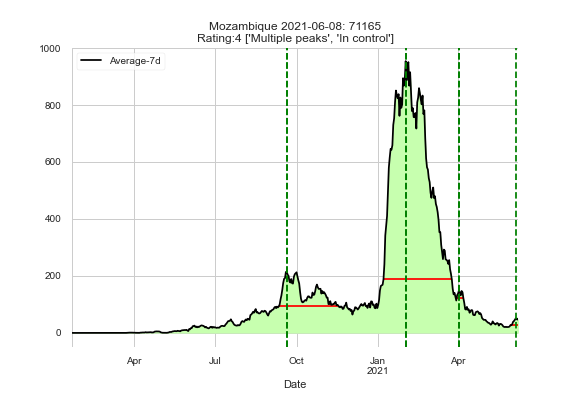 Mozambique 2021-06-08: 71165
Rating:4 ['Multiple peaks', 'In control']
Average-7d
1000
800
600
400
200
0
Apr Jul Oct Jan Apr
2021
Date